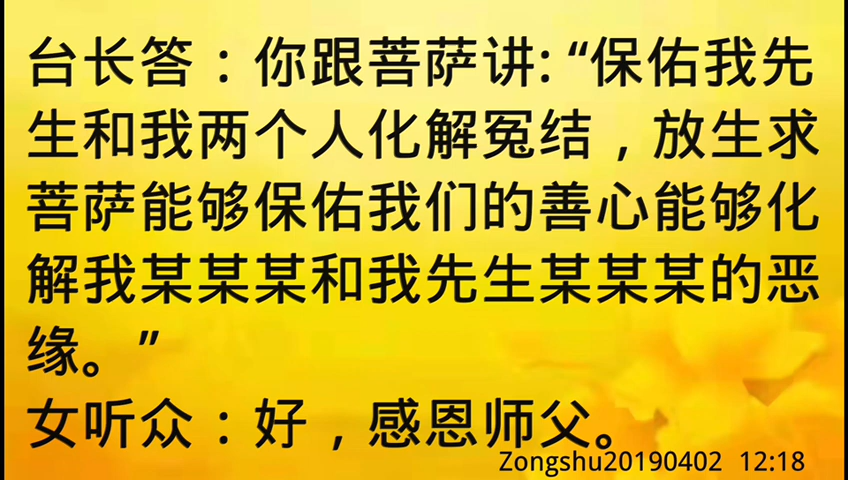 台长答：你跟菩萨讲:“保佑我先
生和我两个人化解冤结，放生求
菩萨能够保佑我们的善心能够化
解我某某某和我先生某某某的恶
缘。”
女听众：好，感恩师父。
Zongshu20190402 12:18